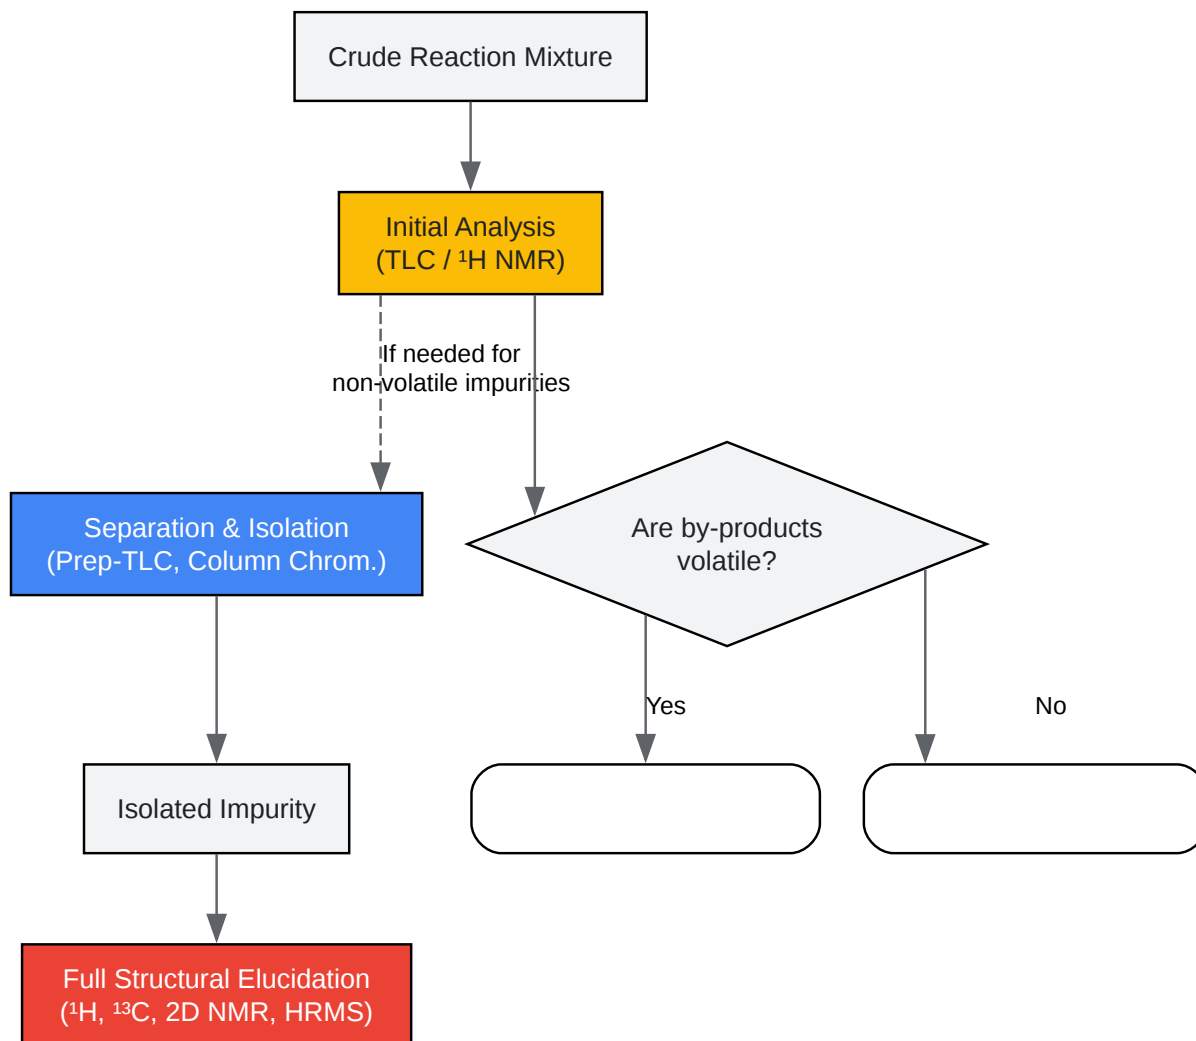 Crude Reaction Mixture
Initial Analysis
(TLC / ¹H NMR)
If needed for
non-volatile impurities
Separation & Isolation
(Prep-TLC, Column Chrom.)
Are by-products
volatile?
Yes
No
Isolated Impurity
Full Structural Elucidation
(¹H, ¹³C, 2D NMR, HRMS)